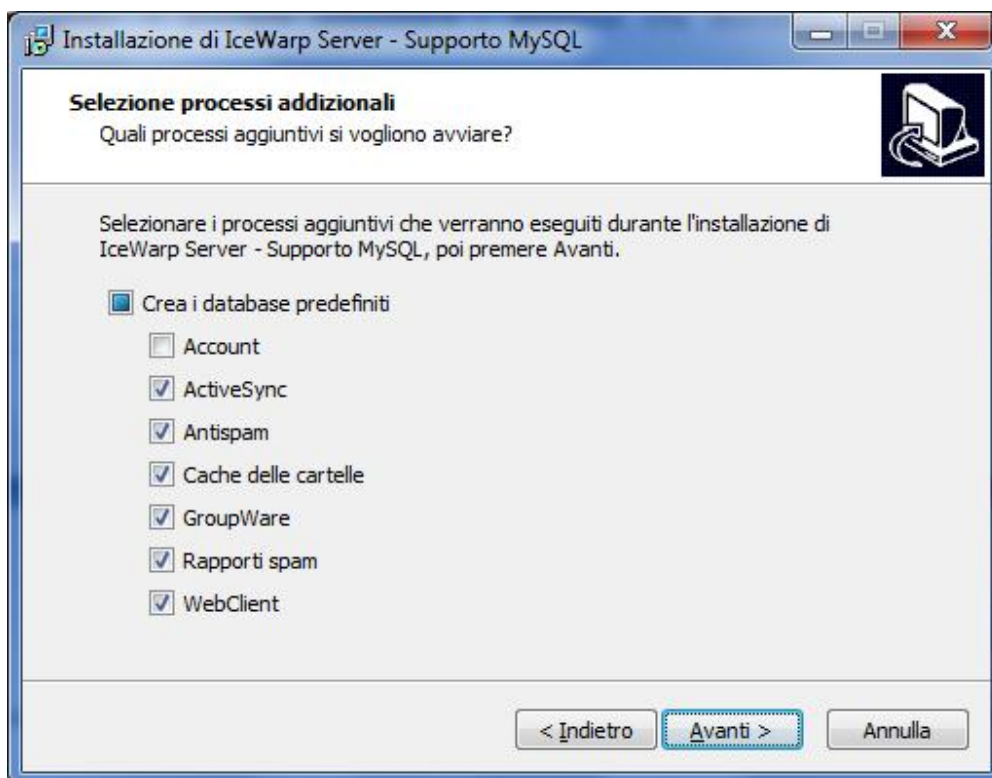 Installazione di IceWarp Server - Supporto MySQL
Selezione processi addizionali
Quali processi aggiuntivi si vogliono avviare?
Selezionare i processi aggiuntivi che verranno eseguiti durante l'installazione di
IceWarp Server - Supporto MySQL, poi premere Avanti.
Crea i database predefiniti
Account
ActiveSync
Antispam
Cache delle cartelle
GroupWare
Rapporti spam
WebClient
< Indietro
Avanti >
Annulla